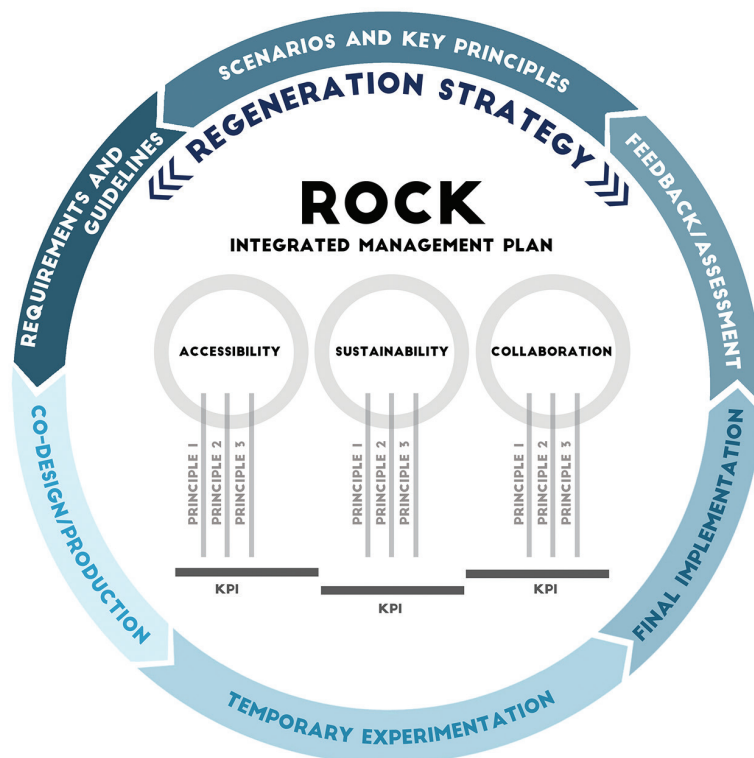 SCENARIOS AND KEY PRINCIPLES
REGENERATION STRATEGY
FEEDBACK/ASSESSMENT
REQUIREMENTS AND
GUIDELINES
ROCK
INTEGRATED MANAGEMENT PLAN
ACCESSIBILITY
SUSTAINABILITY
COLLABORATION
PRINCIPLE 1
PRINCIPLE 2
PRINCIPLE 3
PRINCIPLE 1
PRINCIPLE 2
PRINCIPLE 3
PRINCIPLE 1
PRINCIPLE 2
PRINCIPLE 3
KPI
KPI
KPI
CO-DESIGN/PRODUCTION
TEMPORARY EXPERIMENTATION
FINAL IMPLEMENTATION